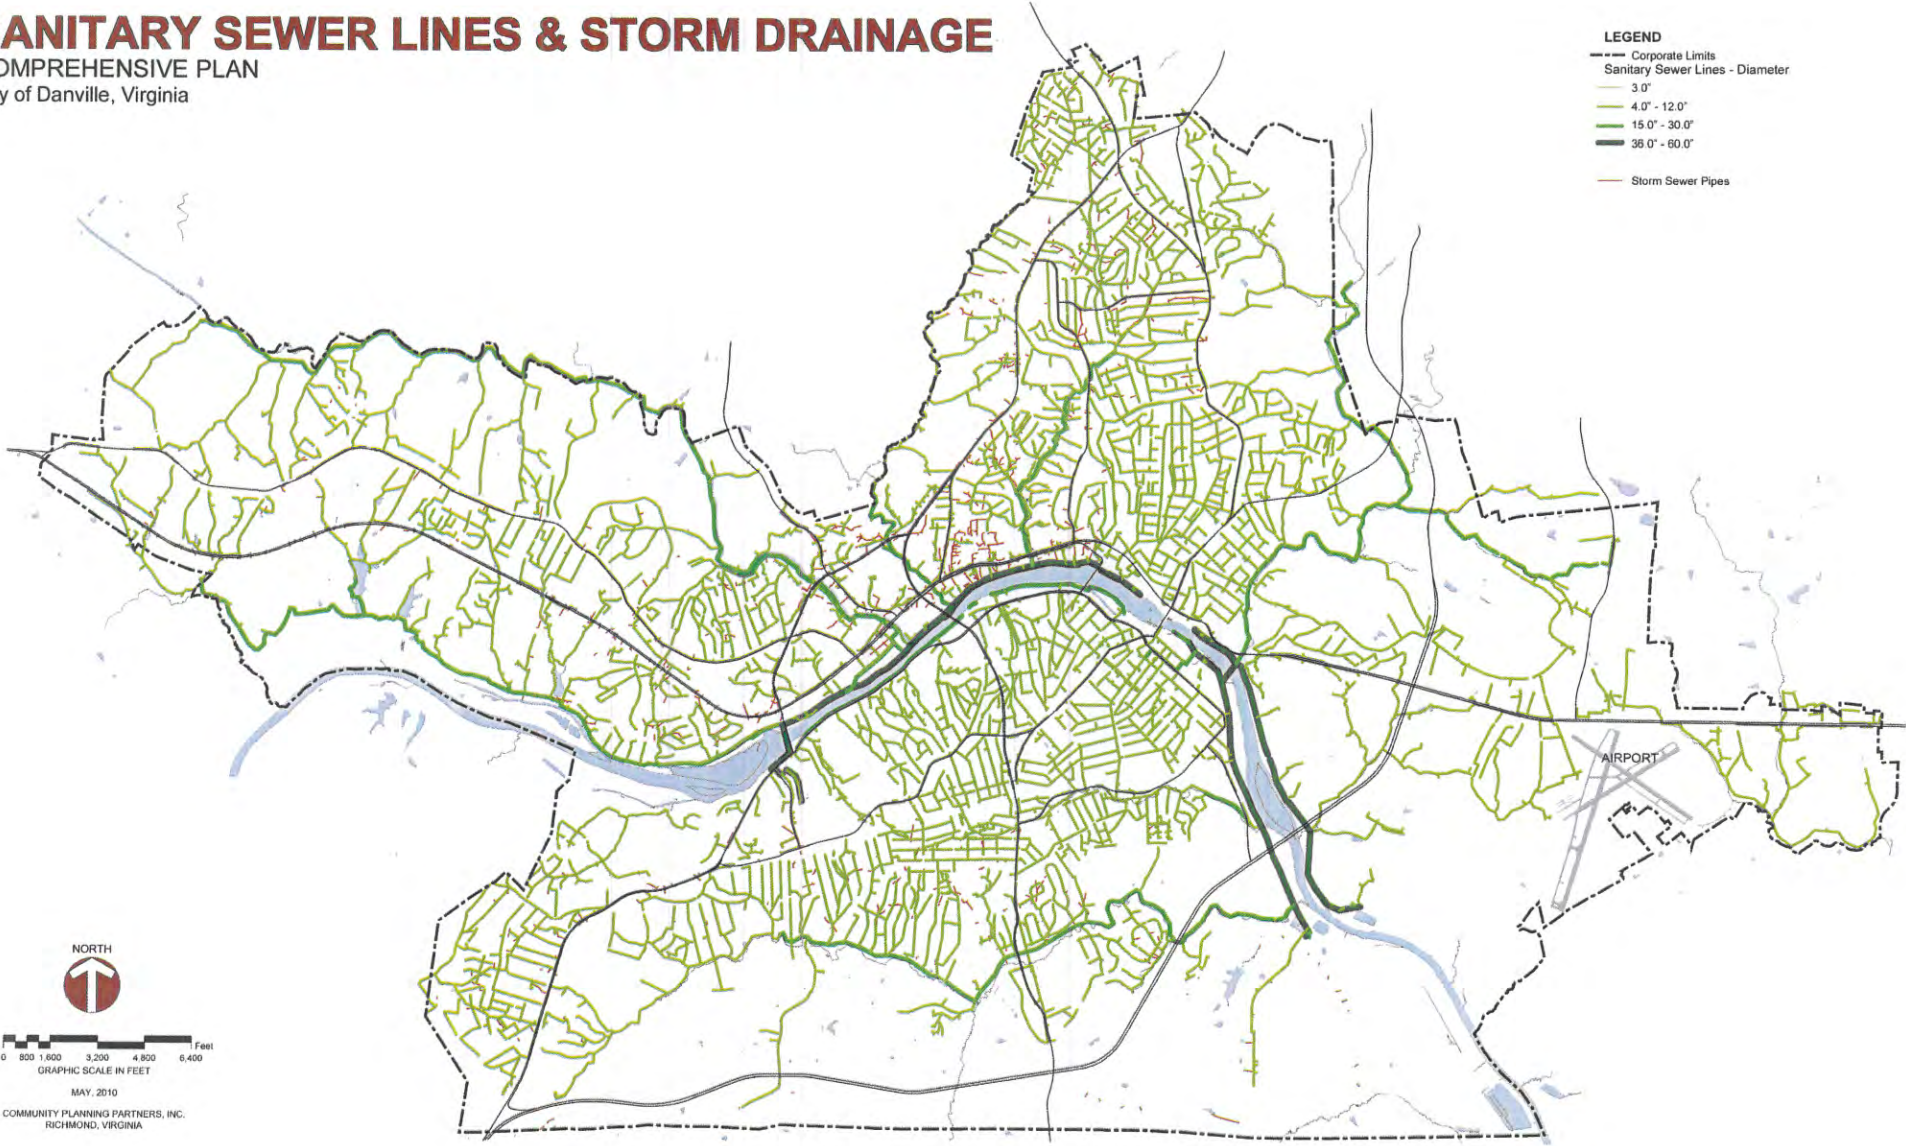 ANITARY SEWER LINES & STORM DRAINAGE
OMPREHENSIVE PLAN
y of Danville, Virginia
LEGEND
Corporate Limits
Sanitary Sewer Lines - Diameter
3.0"
4.0" - 12.0"
15.0" - 30.0"
36.0" - 60.0"
Storm Sewer Pipes
AIRPORT
NORTH
Feet
0 800 1,600 3,200 4,800 6,400
GRAPHIC SCALE IN FEET
MAY, 2010
COMMUNITY PLANNING PARTNERS, INC.
RICHMOND, VIRGINIA